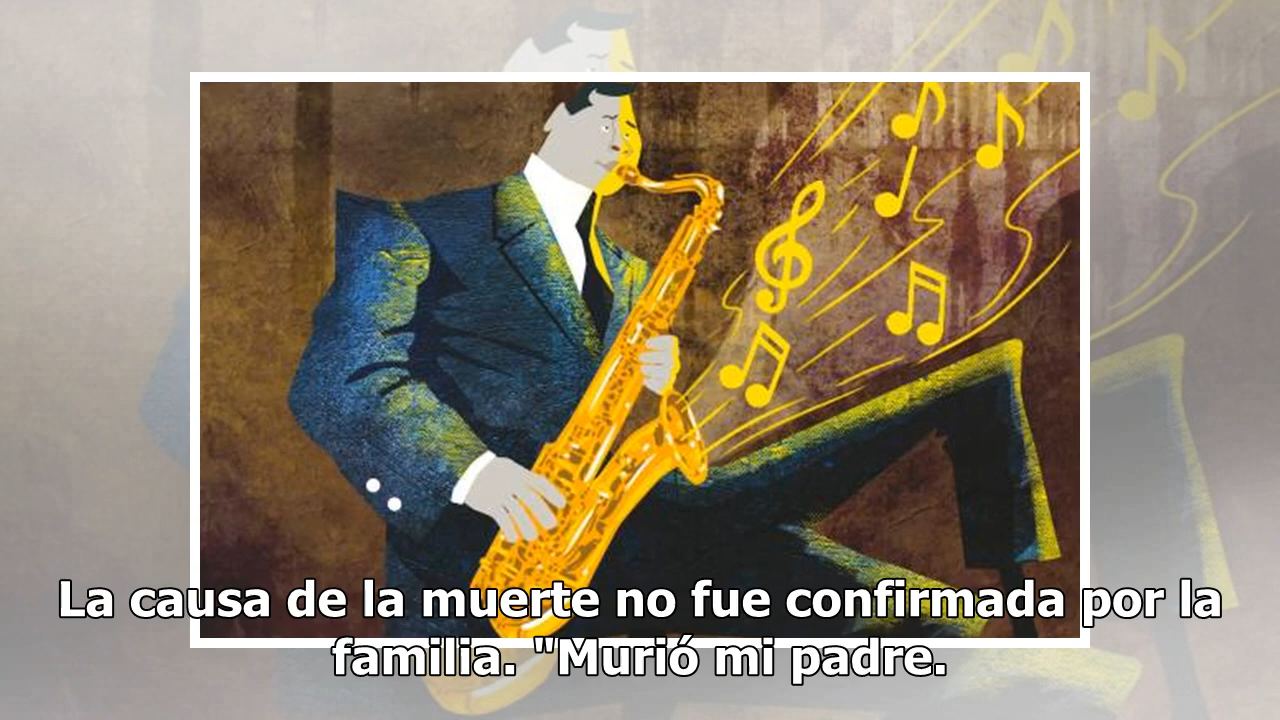 La causa de la muerte no fue confirmada por la
familia. "Murió mi padre.